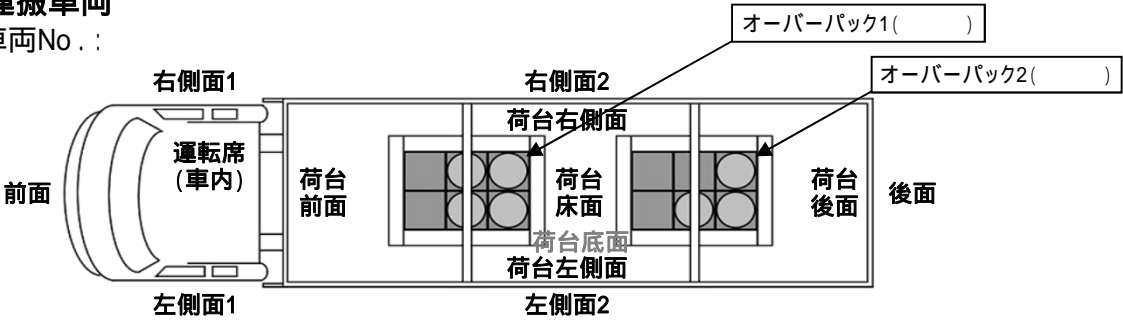 運搬車両
車両No．:
オーバーパック1(　　　)
オーバーパック2(　　　)
右側面1
右側面2
荷台右側面
運転席
(車内)
前面
荷台
前面
荷台
床面
荷台
後面
後面
荷台底面
荷台左側面
左側面1
左側面2